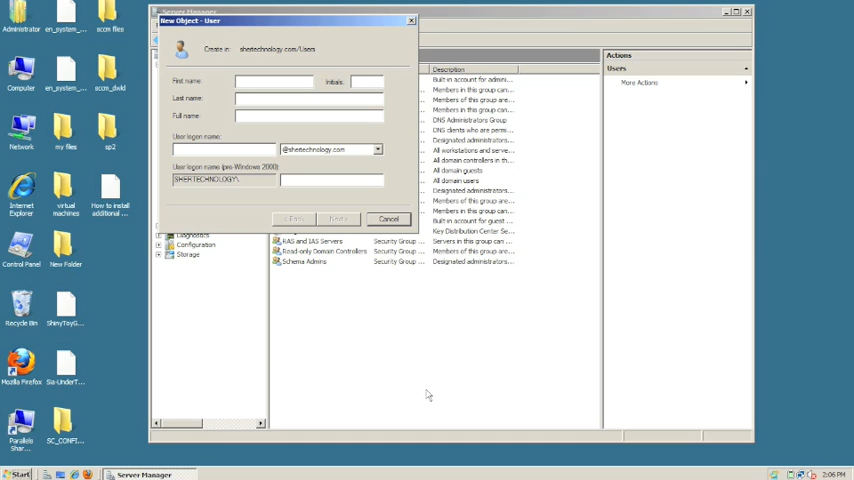 Server Manager
New Object - User
Create in: shertechnology.com/Users
First name:
Initials:
Last name:
Full name:
User logon name:
@shertechnology.com
User logon name (pre-Windows 2000):
SHERTECHNOLOGY\
< Back
Next >
Cancel
Description
Built in account for admini...
Members in this group can ...
Members of this group are...
DNS Administrators Group
DNS clients who are permi...
Designated administrators...
All workstations and serve...
All domain controllers in th...
All domain guests
All domain users
Designated administrators...
Members of this group are...
Members in this group can...
Built in account for guest ...
Key Distribution Center Se...
RAS and IAS Servers Security Group ... Servers in this group can ...
Read-only Domain Controllers Security Group ... Members of this group are...
Schema Admins Security Group ... Designated administrators...
Diagnostics
Configuration
Storage
Actions
Users
More Actions
Administrator
en_system_...
sccm files
Computer
en_system_...
sccm_dwld
Network
my files
sp2
Internet
Explorer
virtual
machines
How to install
additional ...
Control Panel
New Folder
Recycle Bin
ShinyToyG...
Mozilla Firefox
Sia-UnderT...
Parallels
Shar...
SC_CONFI...
Start
Server Manager
2:06 PM